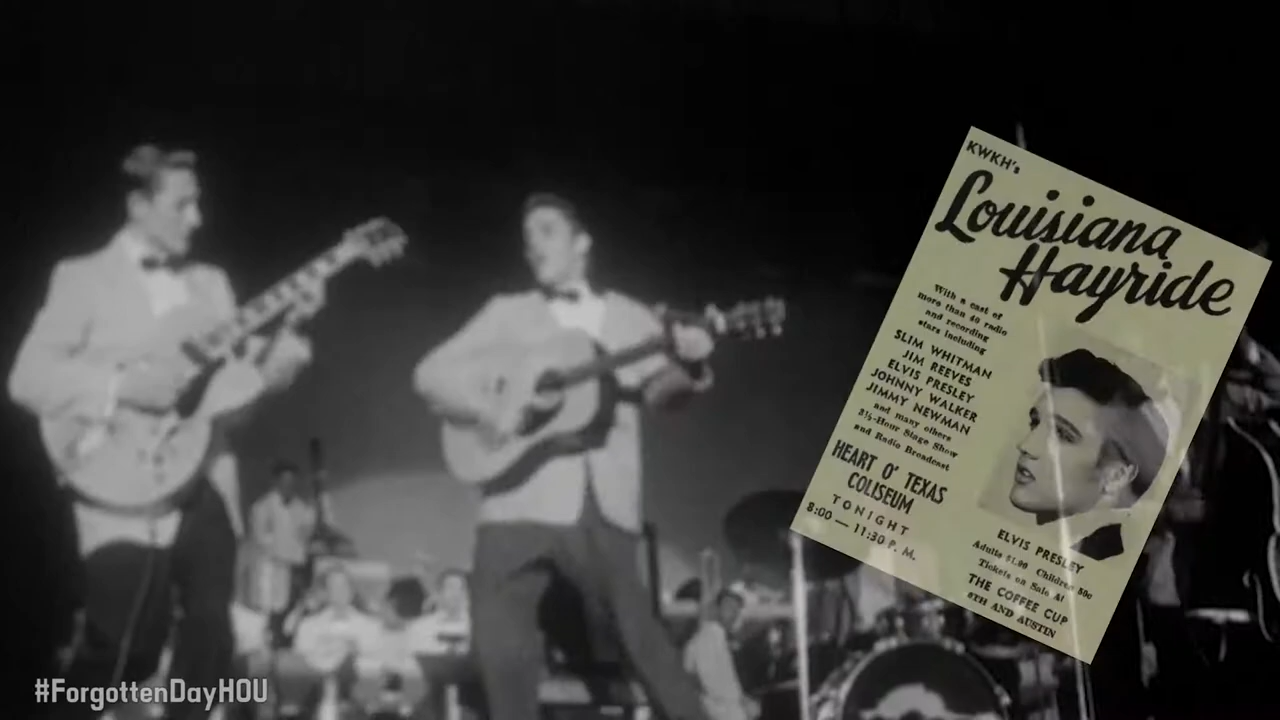 KWKH's
Louisiana
Hayride
With a cast of
more than 40 radio
and recording
stars including
SLIM WHITMAN
JIM REEVES
ELVIS PRESLEY
JOHNNY WALKER
JIMMY NEWMAN
and many others
3½-Hour Stage Show
and Radio Broadcast
HEART O' TEXAS
COLISEUM
TONIGHT
8:00 — 11:30 P. M.
ELVIS PRESLEY
Adults $1.00 Children 50c
Tickets on Sale At
THE COFFEE CUP
6TH AND AUSTIN
#ForgottenDayHOU